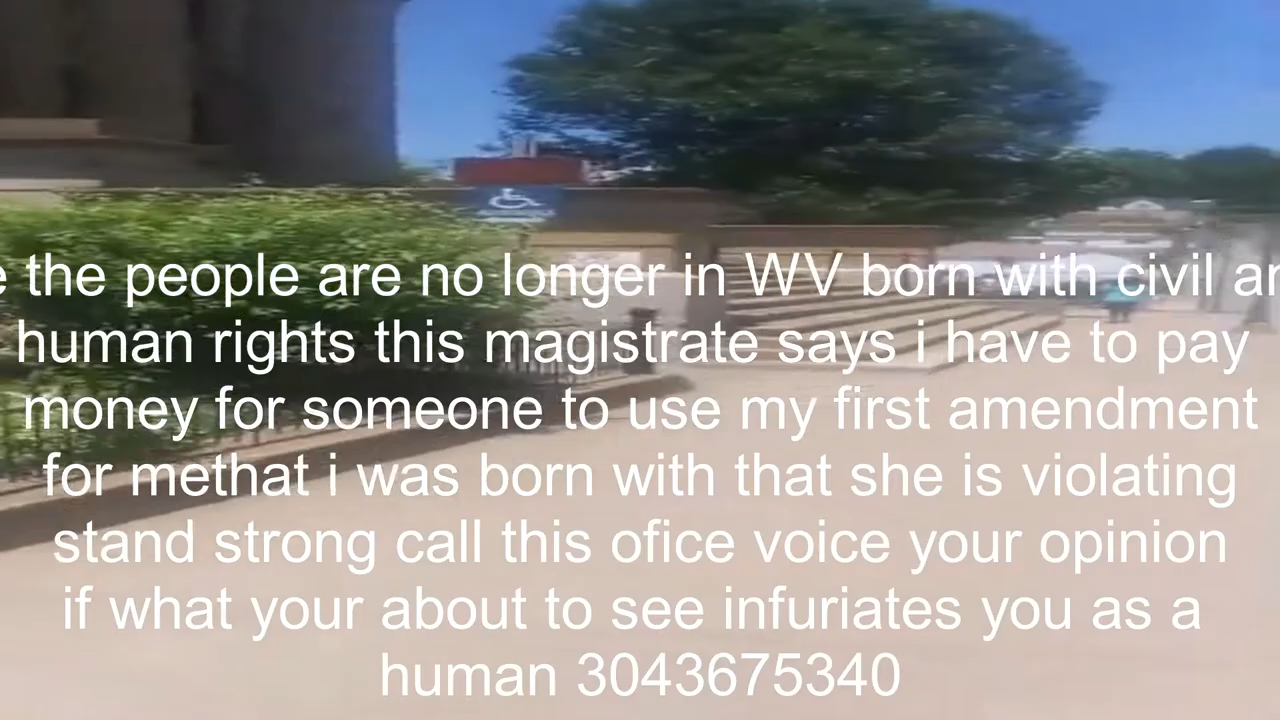 the people are no longer in WV born with civil
human rights this magistrate says i have to pay
money for someone to use my first amendment
for methat i was born with that she is violating
stand strong call this ofice voice your opinion
if what your about to see infuriates you as a
human 3043675340